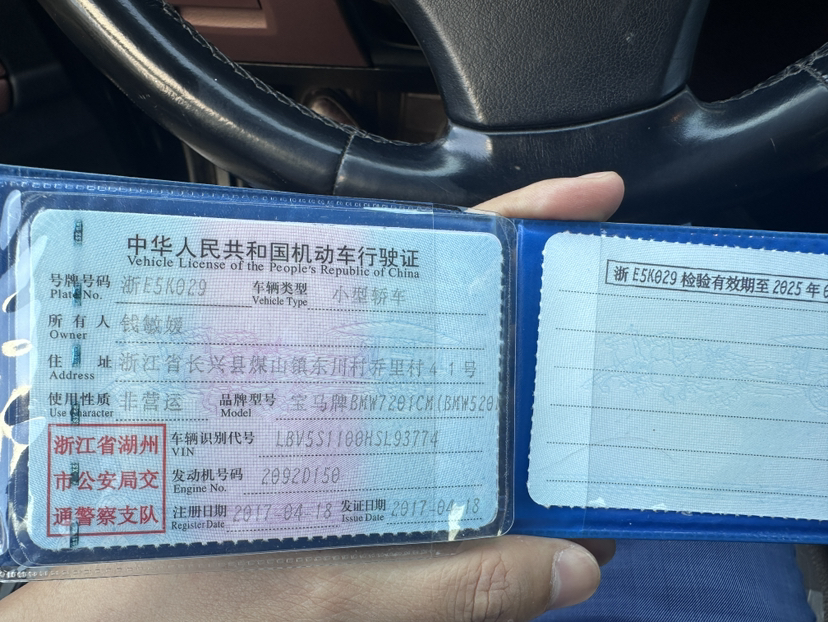 中华人民共和国机动车行驶证
Vehicle License of the People's Republic of China
号牌号码 浙E5K029 车辆类型 小型轿车
Plate No. Vehicle Type
所有人 钱敏媛
Owner
住址 浙江省长兴县煤山镇东川村乔里村41号
Address
使用性质 非营运 品牌型号 宝马牌BMW7201CM(BMW520
Use Character Model
浙江省湖州
市公安局交
通警察支队
车辆识别代号 LBV5S1100HSL93774
VIN
发动机号码 2092D150
Engine No.
注册日期 2017-04-18 发证日期 2017-04-18
Register Date Issue Date
浙E5K029检验有效期至2025年